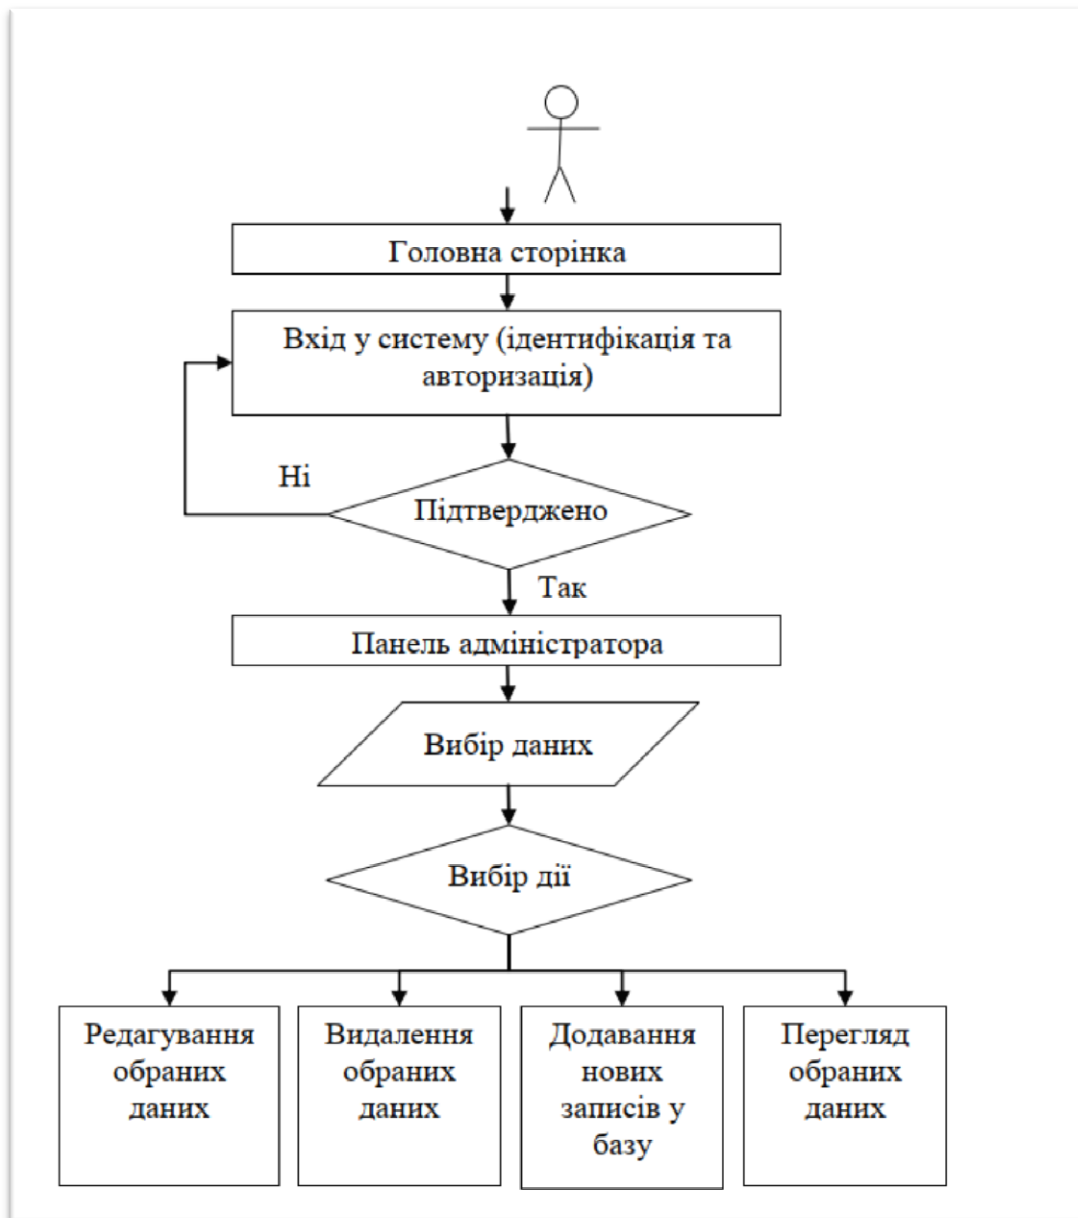 Головна сторінка
Вхід у систему (ідентифікація та
авторизація)
Ні
Підтверджено
Так
Панель адміністратора
Вибір даних
Вибір дії
Редагування
обраних
даних
Видалення
обраних
даних
Додавання
нових
записів у
базу
Перегляд
обраних
даних